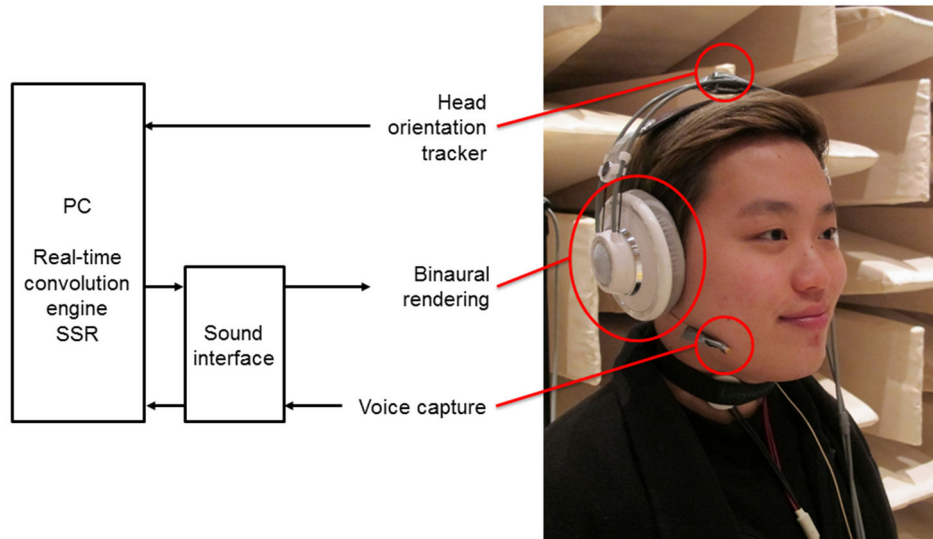 Head
orientation
tracker
PC
Real-time
convolution
engine
SSR
Binaural
rendering
Sound
interface
Voice capture